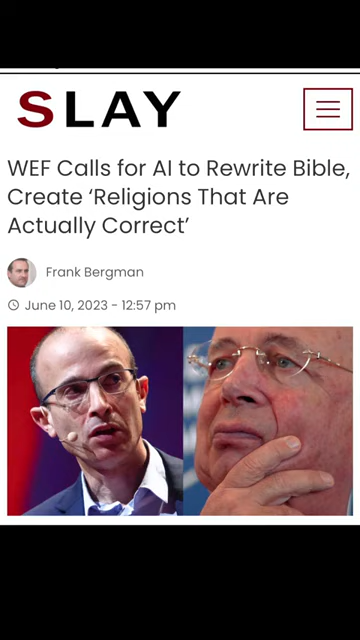 SLAY
WEF Calls for AI to Rewrite Bible,
Create ‘Religions That Are
Actually Correct’
Frank Bergman
June 10, 2023 - 12:57 pm